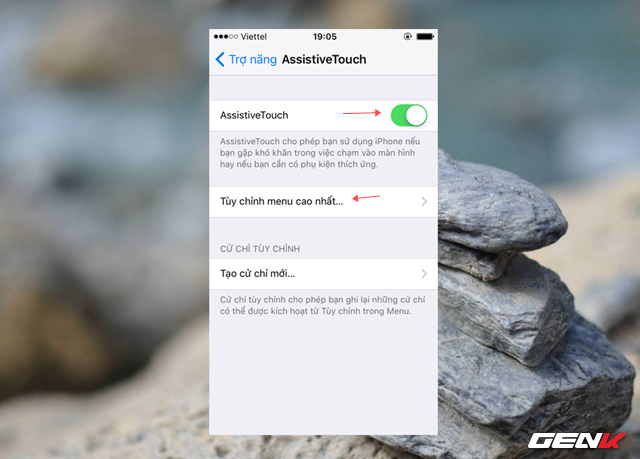 Viettel 19:05
Trợ năng AssistiveTouch
AssistiveTouch
AssistiveTouch cho phép bạn sử dụng iPhone nếu
bạn gặp khó khăn trong việc chạm vào màn hình
hay nếu bạn cần có phụ kiện thích ứng.
Tùy chỉnh menu cao nhất...
CỬ CHỈ TÙY CHỈNH
Tạo cử chỉ mới...
Cử chỉ tùy chỉnh cho phép bạn ghi lại những cử chỉ
có thể được kích hoạt từ Tùy chỉnh trong Menu.
GENK